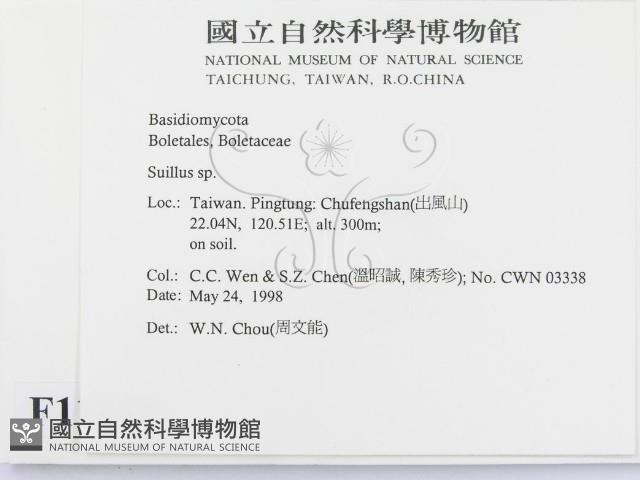 國立自然科學博物館
NATIONAL MUSEUM OF NATURAL SCIENCE
TAICHUNG, TAIWAN, R.O.CHINA
Basidiomycota
Boletales, Boletaceae
Suillus sp.
Loc.: Taiwan. Pingtung: Chufengshan(出風山)
22.04N, 120.51E; alt. 300m;
on soil.
Col.: C.C. Wen & S.Z. Chen(溫昭誠, 陳秀珍); No. CWN 03338
Date: May 24, 1998
Det.: W.N. Chou(周文能)
F1
國立自然科學博物館
NATIONAL MUSEUM OF NATURAL SCIENCE